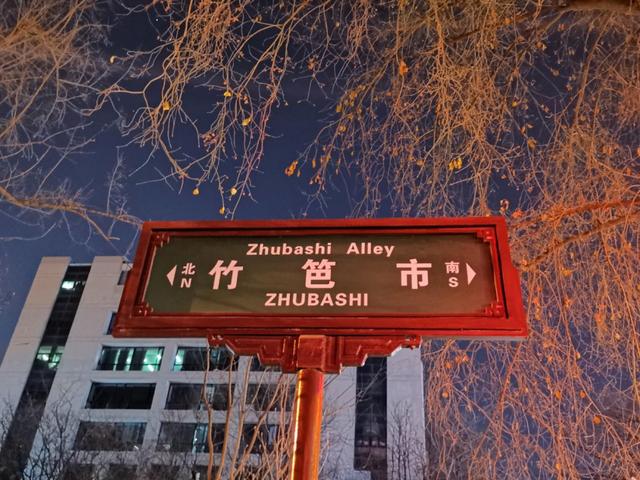 Zhubashi Alley
北 竹笆市 南
N S
ZHUBASHI